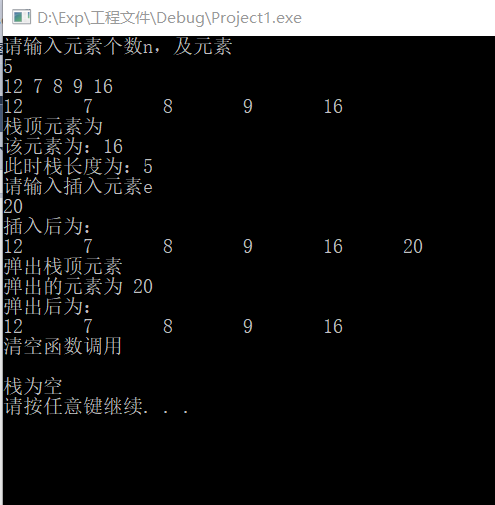 D:\Exp\工程文件\Debug\Project1.exe
请输入元素个数n，及元素
5
12 7 8 9 16
12 7 8 9 16
栈顶元素为
该元素为：16
此时栈长度为：5
请输入插入元素e
20
插入后为：
12 7 8 9 16 20
弹出栈顶元素
弹出的元素为 20
弹出后为：
12 7 8 9 16
清空函数调用
栈为空
请按任意键继续. . .